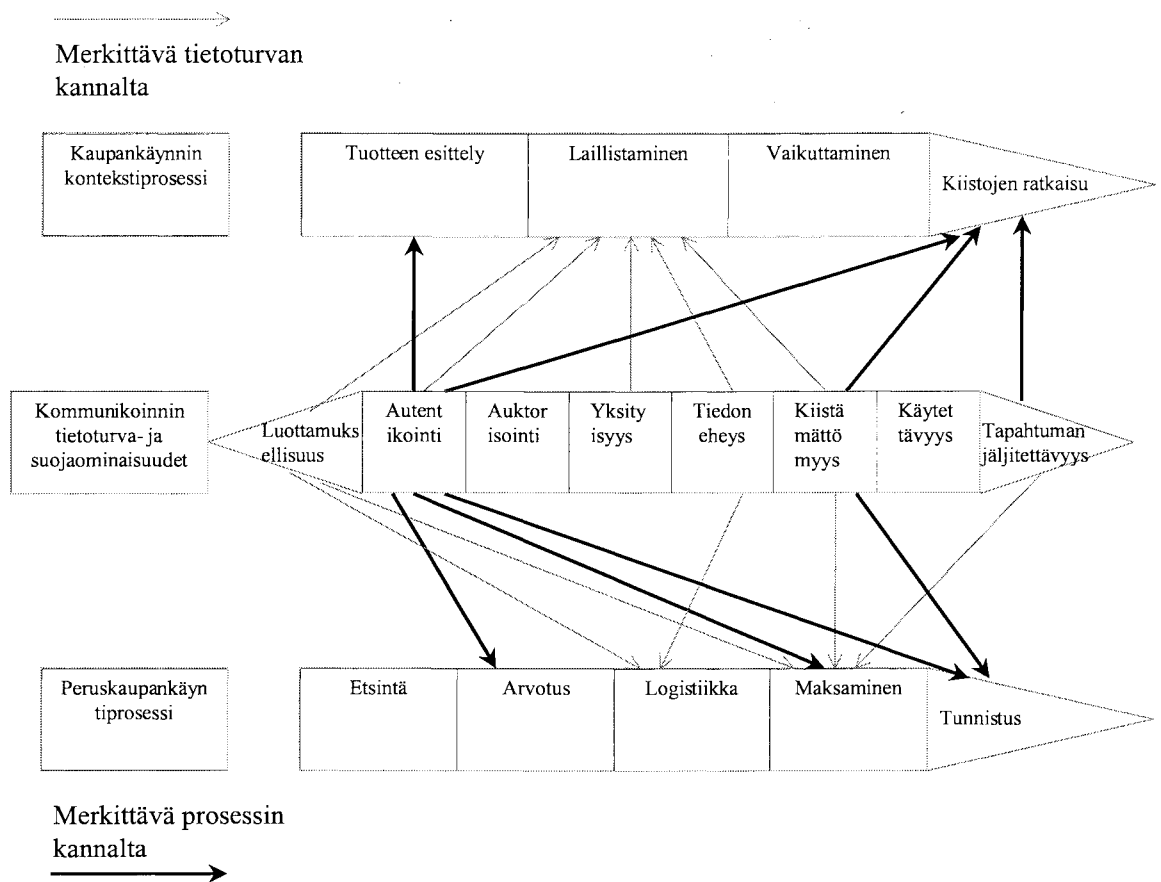 Merkittävä tietoturvan
kannalta
Kaupankäynnin
kontekstiprosessi
Tuotteen esittely
Laillistaminen
Vaikuttaminen
Kiistojen ratkaisu
Kommunikoinnin
tietoturva- ja
suojaominaisuudet
Luottamuks
ellisuus
Autent
ikointi
Auktor
isointi
Yksity
isyys
Tiedon
eheys
Kiistä
mättö
myys
Käytet
tävyys
Tapahtuman
jäljitettävyys
Peruskaupankäyn
tiprosessi
Etsintä
Arvotus
Logistiikka
Maksaminen
Tunnistus
Merkittävä prosessin
kannalta